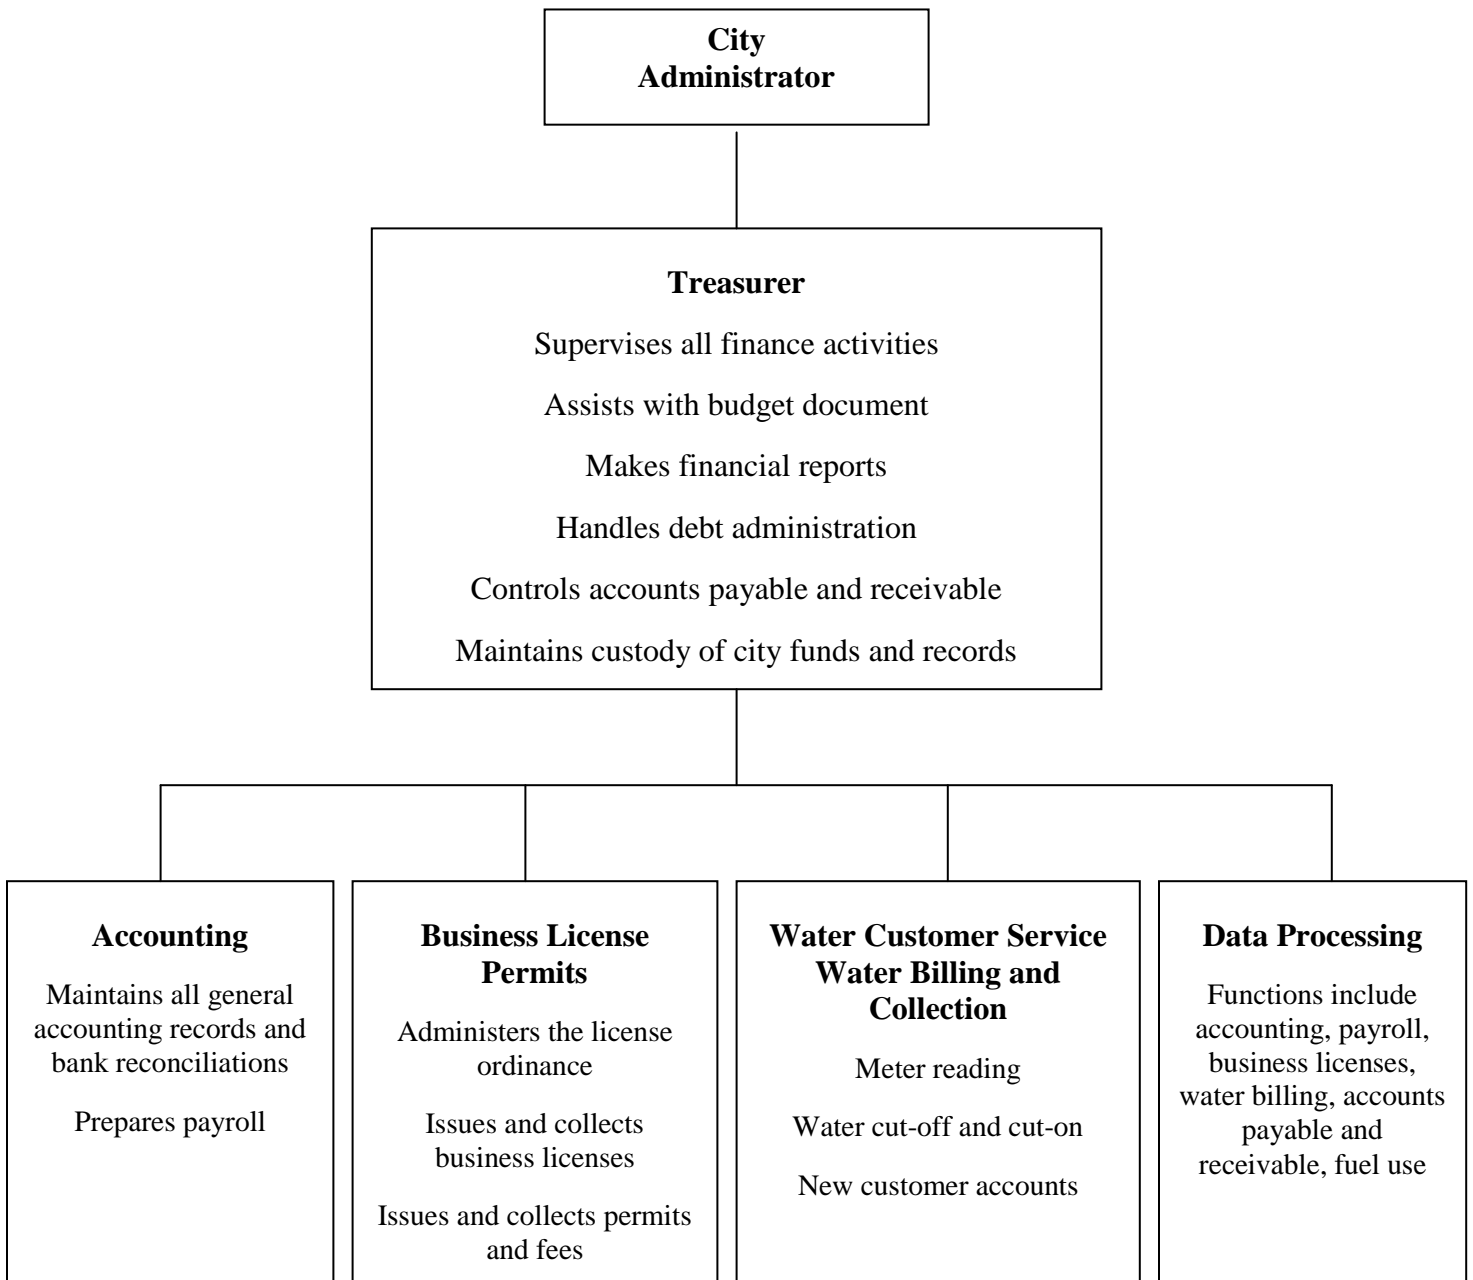 City
Administrator
Treasurer
Supervises all finance activities
Assists with budget document
Makes financial reports
Handles debt administration
Controls accounts payable and receivable
Maintains custody of city funds and records
Accounting
Maintains all general
accounting records and
bank reconciliations
Prepares payroll
Business License
Permits
Administers the license
ordinance
Issues and collects
business licenses
Issues and collects permits
and fees
Water Customer Service
Water Billing and
Collection
Meter reading
Water cut-off and cut-on
New customer accounts
Data Processing
Functions include
accounting, payroll,
business licenses,
water billing, accounts
payable and
receivable, fuel use